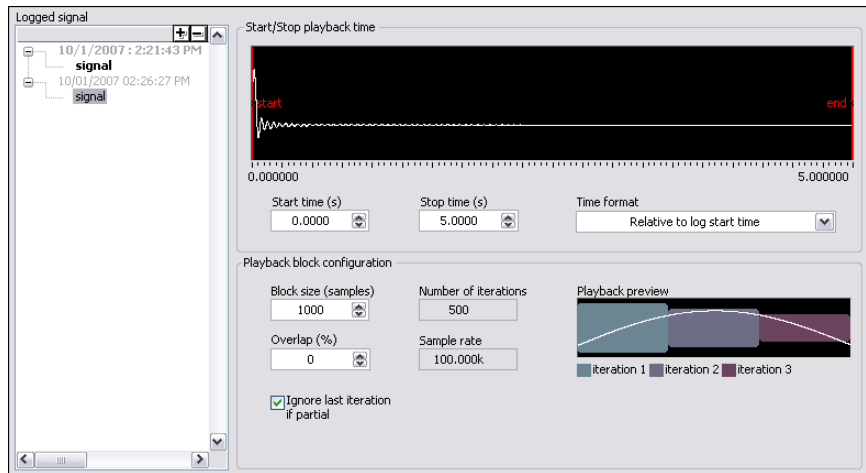 Logged signal
10/1/2007 : 2:21:43 PM
signal
10/01/2007 02:26:27 PM
signal
Start/Stop playback time
start
end
0.000000
5.000000
Start time (s)
Stop time (s)
Time format
0.0000
5.0000
Relative to log start time
Playback block configuration
Block size (samples)
Number of iterations
Playback preview
1000
500
Overlap (%)
Sample rate
0
100.000k
iteration 1
iteration 2
iteration 3
Ignore last iteration
if partial